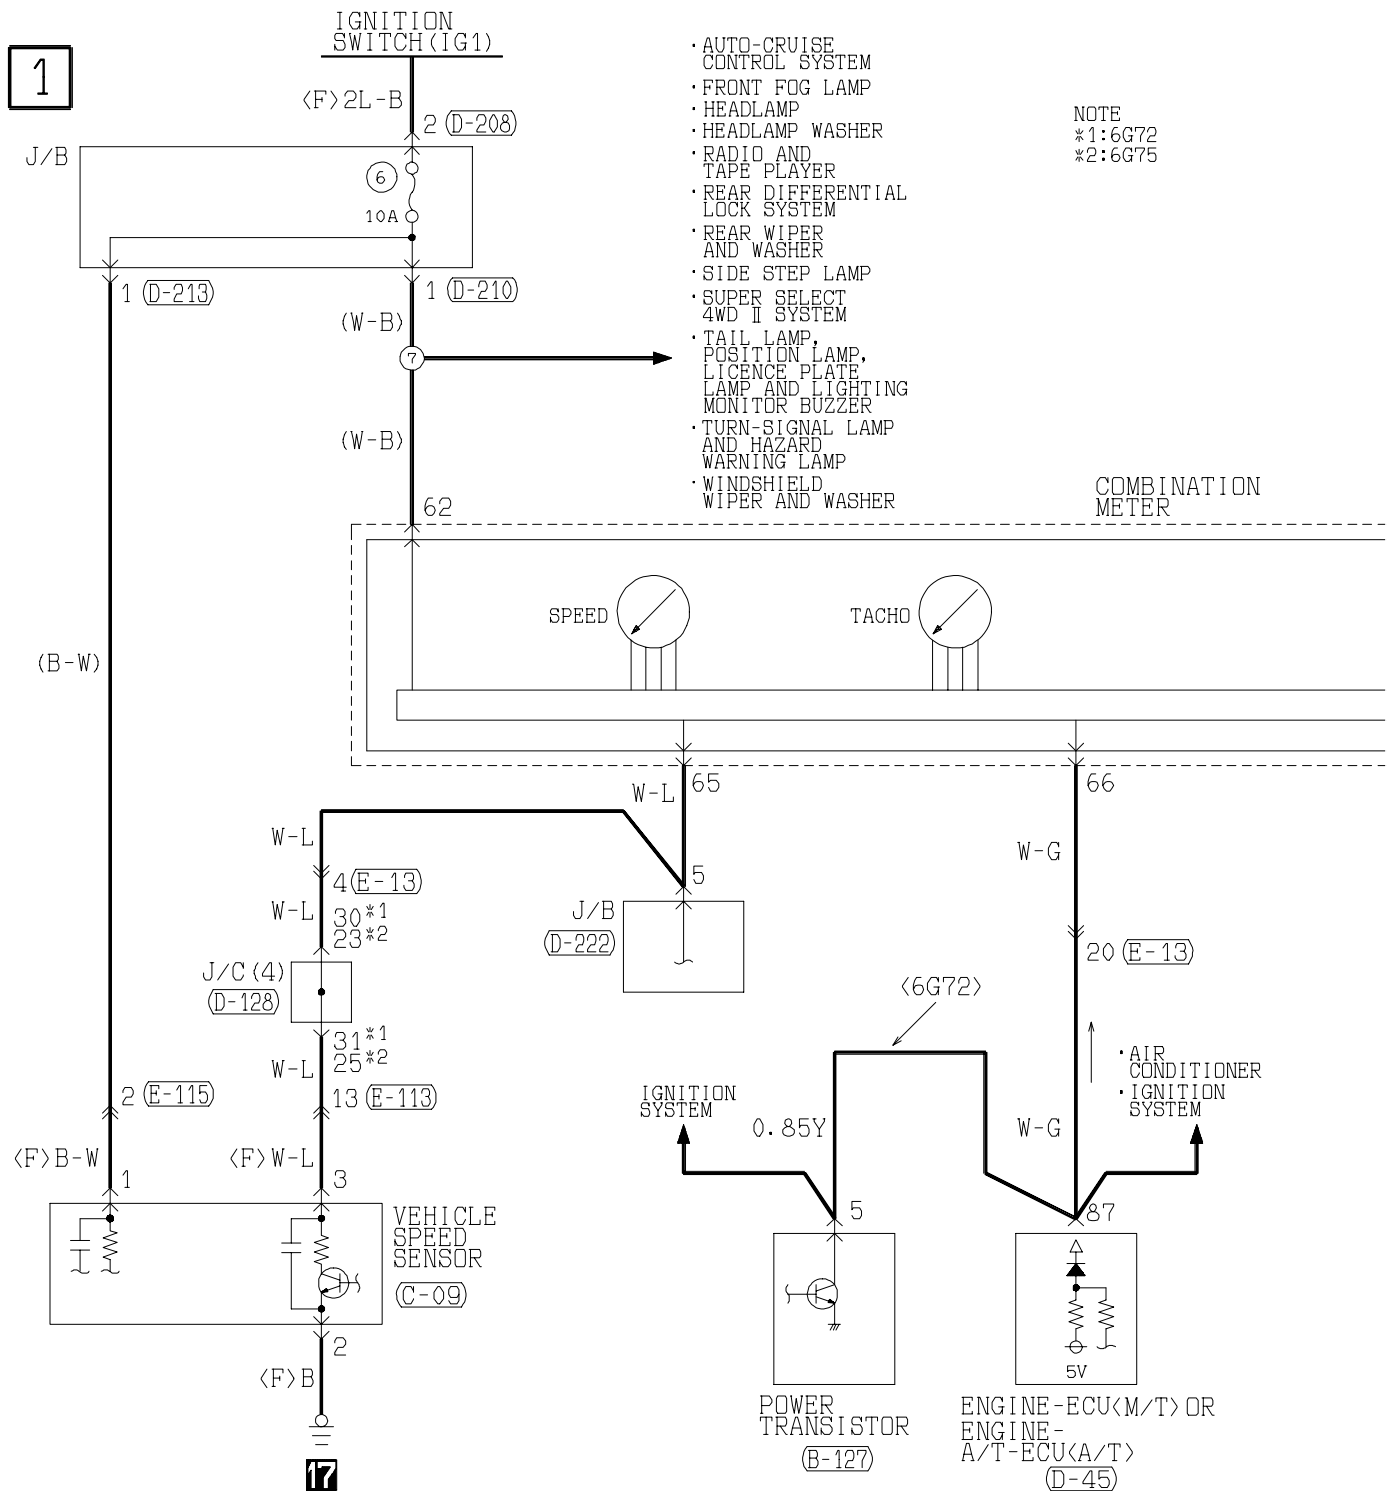 1
IGNITION
SWITCH(IG1)
<F>2L-B
2 (D-208)
J/B
6
10A
1 (D-213)
1 (D-210)
(W-B)
7
(W-B)
62
· AUTO-CRUISE
CONTROL SYSTEM
· FRONT FOG LAMP
· HEADLAMP
· HEADLAMP WASHER
· RADIO AND
TAPE PLAYER
· REAR DIFFERENTIAL
LOCK SYSTEM
· REAR WIPER
AND WASHER
· SIDE STEP LAMP
· SUPER SELECT
4WD Ⅱ SYSTEM
· TAIL LAMP,
POSITION LAMP,
LICENCE PLATE
LAMP AND LIGHTING
MONITOR BUZZER
· TURN-SIGNAL LAMP
AND HAZARD
WARNING LAMP
· WINDSHIELD
WIPER AND WASHER
NOTE
*1:6G72
*2:6G75
COMBINATION
METER
SPEED
TACHO
(B-W)
65
66
W-L
W-L
W-G
4 (E-13)
5
W-L
30*1
23*2
J/B
(D-222)
20 (E-13)
J/C(4)
(D-128)
<6G72>
31*1
25*2
W-L
· AIR
CONDITIONER
· IGNITION
SYSTEM
2 (E-115)
13 (E-113)
IGNITION
SYSTEM
0.85Y
W-G
<F>B-W
<F>W-L
1
3
5
87
VEHICLE
SPEED
SENSOR
(C-09)
2
<F>B
5V
17
POWER
TRANSISTOR
(B-127)
ENGINE-ECU<M/T>OR
ENGINE-
A/T-ECU<A/T>
(D-45)